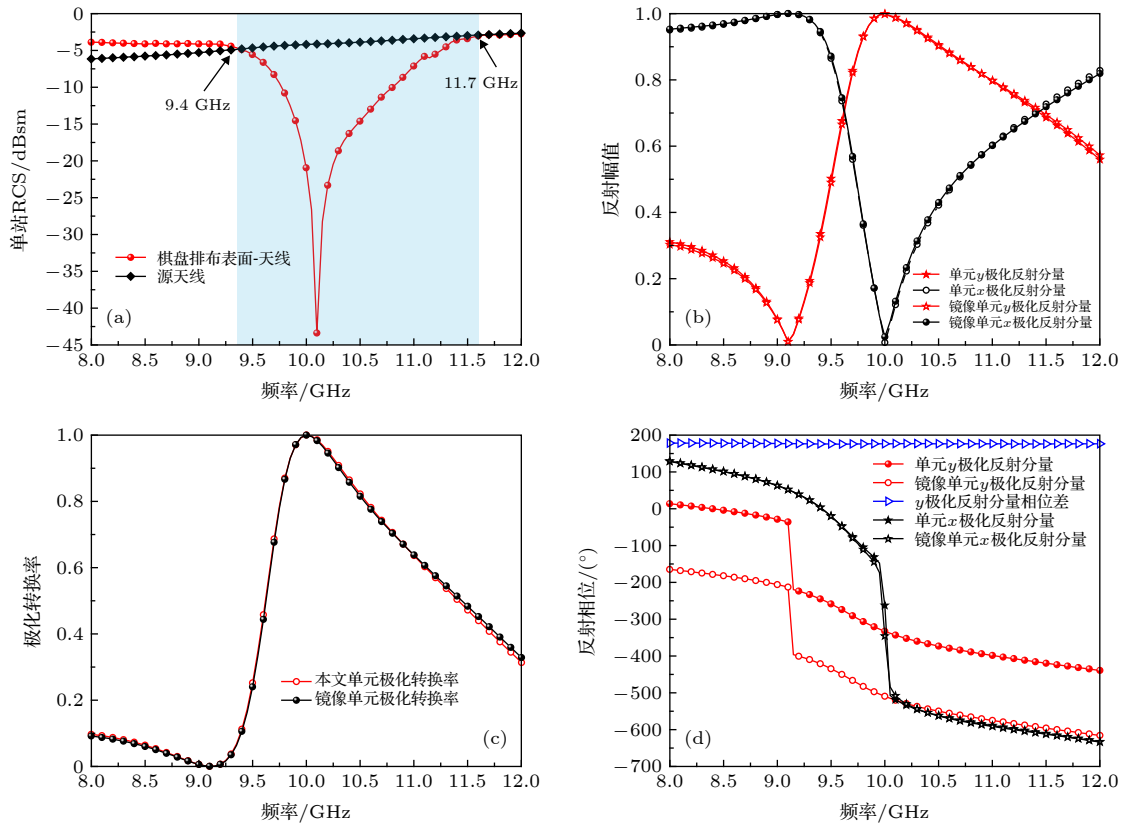 0
−5
−10
−15
−20
−25
−30
−35
−40
−45
单站RCS/dBsm
9.4 GHz
11.7 GHz
棋盘排布表面-天线
源天线
(a)
8.0 8.5 9.0 9.5 10.0 10.5 11.0 11.5 12.0
频率/GHz
1.0
0.8
0.6
0.4
0.2
0
反射幅值
单元y极化反射分量
单元x极化反射分量
镜像单元y极化反射分量
镜像单元x极化反射分量
(b)
8.0 8.5 9.0 9.5 10.0 10.5 11.0 11.5 12.0
频率/GHz
1.0
0.8
0.6
0.4
0.2
0
极化转换率
本文单元极化转换率
镜像单元极化转换率
(c)
8.0 8.5 9.0 9.5 10.0 10.5 11.0 11.5 12.0
频率/GHz
200
100
0
−150
−200
−300
−400
−500
−600
−700
反射相位/(°)
单元y极化反射分量
镜像单元y极化反射分量
y极化反射分量相位差
单元x极化反射分量
镜像单元x极化反射分量
(d)
8.0 8.5 9.0 9.5 10.0 10.5 11.0 11.5 12.0
频率/GHz